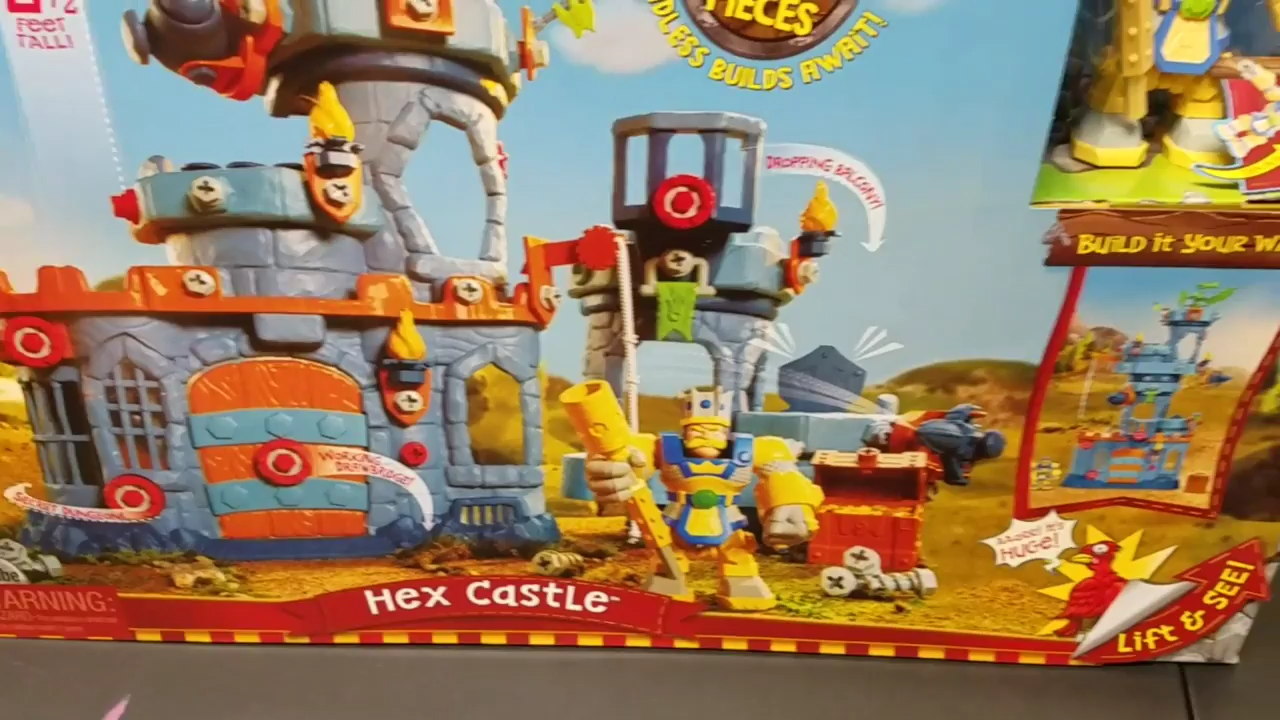 FEET
TALL!
PIECES
ENDLESS BUILDS AWAIT!
DROPPING BALCONY!
BUILD it YOUR WA
WORKING
DRAWBRIDGE!
SECRET DUNGEON!
AAARK! It's
HUGE!
WARNING:
HEX CASTLE
Lift & SEE!